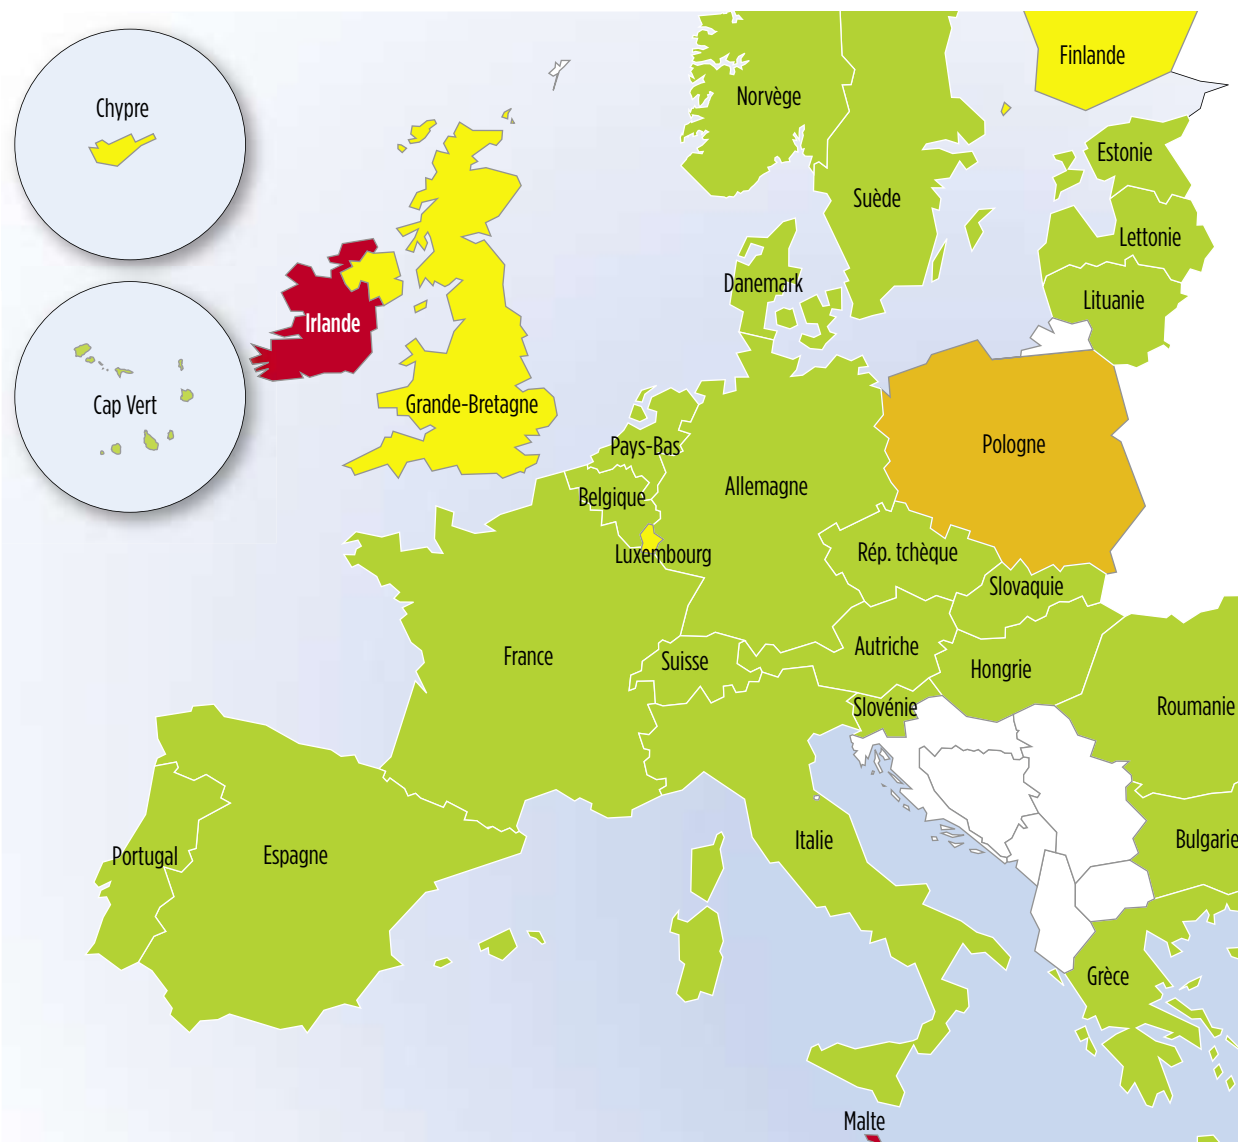 Finlande
Chypre
Norvège
Estonie
Suède
Lettonie
Danemark
Lituanie
Irlande
Cap Vert
Grande-Bretagne
Pays-Bas
Pologne
Allemagne
Belgique
Luxembourg
Rép. tchèque
Slovaquie
France
Suisse
Autriche
Hongrie
Slovénie
Roumanie
Portugal
Espagne
Italie
Bulgarie
Grèce
Malte